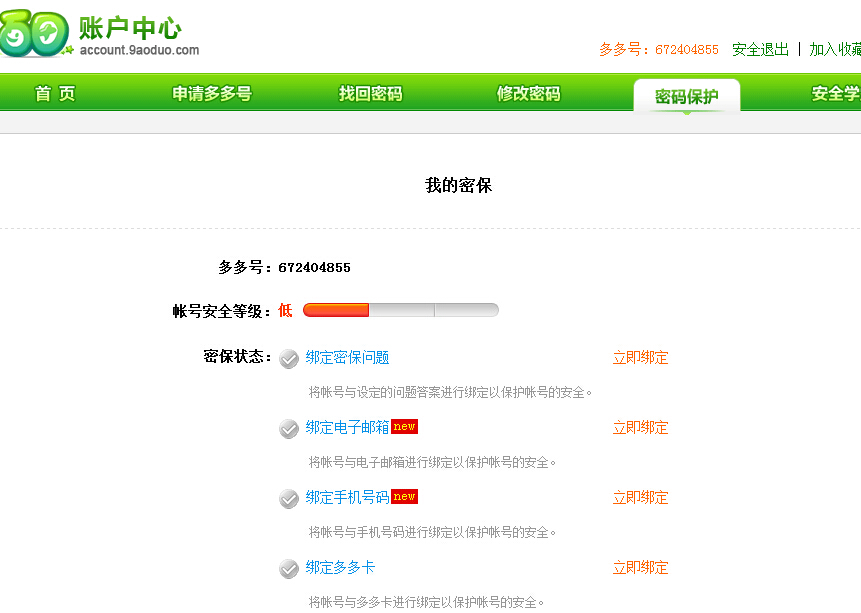 90 账户中心
account.9aoduo.com
多多号：672404855 安全退出 | 加入收藏
首 页 申请多多号 找回密码 修改密码 密码保护 安全学
我的密保
多多号：672404855
帐号安全等级：低
密保状态： 绑定密保问题 立即绑定
将帐号与设定的问题答案进行绑定以保护帐号的安全。
绑定电子邮箱 new 立即绑定
将帐号与电子邮箱进行绑定以保护帐号的安全。
绑定手机号码 new 立即绑定
将帐号与手机号码进行绑定以保护帐号的安全。
绑定多多卡 立即绑定
将帐号与多多卡进行绑定以保护帐号的安全。